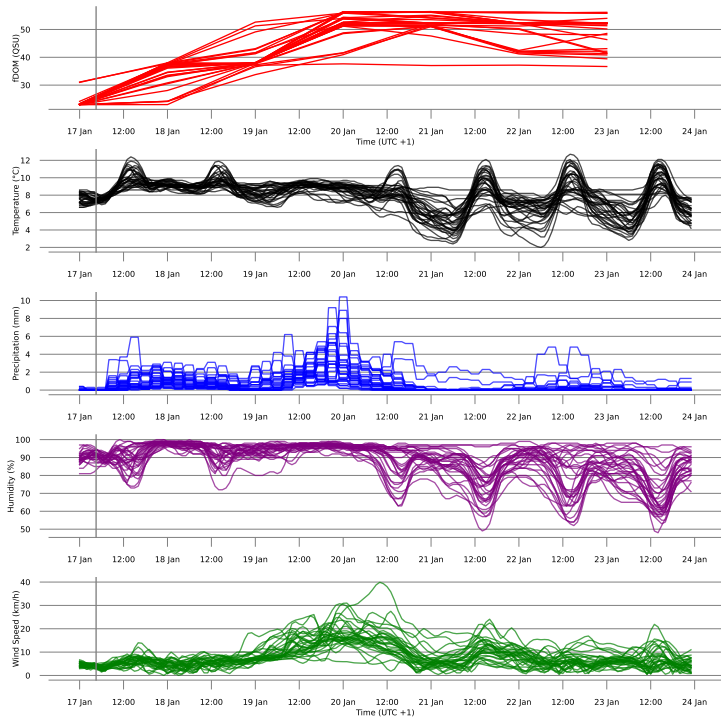 50
30
fDOM (QSU)
17 Jan 12:00 18 Jan 12:00 19 Jan 12:00 20 Jan 12:00 21 Jan 12:00 22 Jan 12:00 23 Jan 12:00 24 Jan
Time (UTC +1)
12
10
8
6
4
2
Temperature (°C)
17 Jan 12:00 18 Jan 12:00 19 Jan 12:00 20 Jan 12:00 21 Jan 12:00 22 Jan 12:00 23 Jan 12:00 24 Jan
10
8
6
4
2
0
Precipitation (mm)
17 Jan 12:00 18 Jan 12:00 19 Jan 12:00 20 Jan 12:00 21 Jan 12:00 22 Jan 12:00 23 Jan 12:00 24 Jan
100
90
80
70
60
50
Humidity (%)
17 Jan 12:00 18 Jan 12:00 19 Jan 12:00 20 Jan 12:00 21 Jan 12:00 22 Jan 12:00 23 Jan 12:00 24 Jan
40
30
20
10
0
Wind Speed (km/h)
17 Jan 12:00 18 Jan 12:00 19 Jan 12:00 20 Jan 12:00 21 Jan 12:00 22 Jan 12:00 23 Jan 12:00 24 Jan
Time (UTC +1)